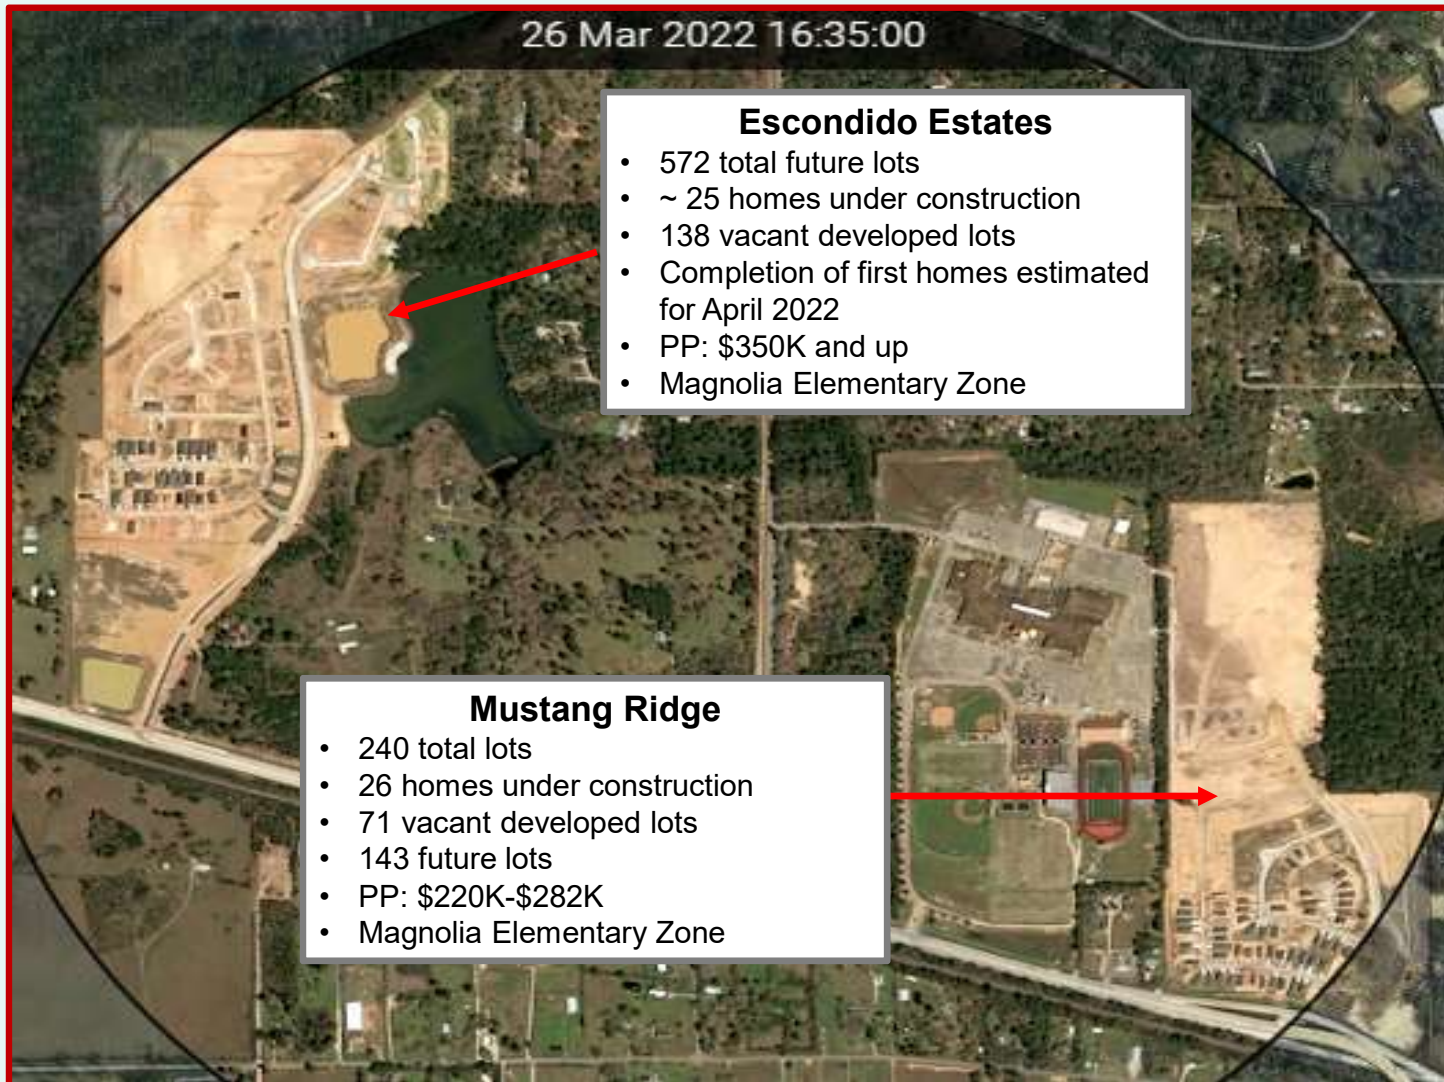 26 Mar 2022 16:35:00
Escondido Estates
• 572 total future lots
• ~ 25 homes under construction
• 138 vacant developed lots
• Completion of first homes estimated
for April 2022
• PP: $350K and up
• Magnolia Elementary Zone
Mustang Ridge
• 240 total lots
• 26 homes under construction
• 71 vacant developed lots
• 143 future lots
• PP: $220K-$282K
• Magnolia Elementary Zone